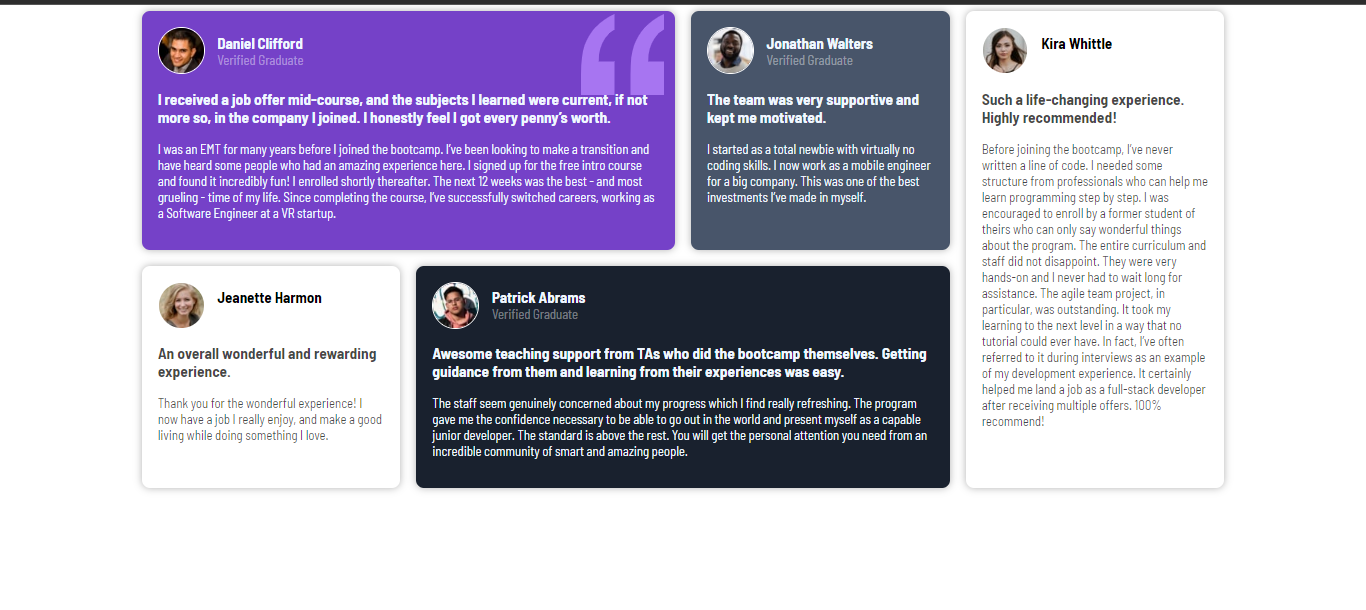 Daniel Clifford
Verified Graduate
I received a job offer mid-course, and the subjects I learned were current, if not
more so, in the company I joined. I honestly feel I got every penny’s worth.
I was an EMT for many years before I joined the bootcamp. I’ve been looking to make a transition and
have heard some people who had an amazing experience here. I signed up for the free intro course
and found it incredibly fun! I enrolled shortly thereafter. The next 12 weeks was the best - and most
grueling - time of my life. Since completing the course, I’ve successfully switched careers, working as
a Software Engineer at a VR startup.
Jonathan Walters
Verified Graduate
The team was very supportive and
kept me motivated.
I started as a total newbie with virtually no
coding skills. I now work as a mobile engineer
for a big company. This was one of the best
investments I’ve made in myself.
Kira Whittle
Such a life-changing experience.
Highly recommended!
Before joining the bootcamp, I’ve never
written a line of code. I needed some
structure from professionals who can help me
learn programming step by step. I was
encouraged to enroll by a former student of
theirs who can only say wonderful things
about the program. The entire curriculum and
staff did not disappoint. They were very
hands-on and I never had to wait long for
assistance. The agile team project, in
particular, was outstanding. It took my
learning to the next level in a way that no
tutorial could ever have. In fact, I’ve often
referred to it during interviews as an example
of my development experience. It certainly
helped me land a job as a full-stack developer
after receiving multiple offers. 100%
recommend!
Jeanette Harmon
An overall wonderful and rewarding
experience.
Thank you for the wonderful experience! I
now have a job I really enjoy, and make a good
living while doing something I love.
Patrick Abrams
Verified Graduate
Awesome teaching support from TAs who did the bootcamp themselves. Getting
guidance from them and learning from their experiences was easy.
The staff seem genuinely concerned about my progress which I find really refreshing. The program
gave me the confidence necessary to be able to go out in the world and present myself as a capable
junior developer. The standard is above the rest. You will get the personal attention you need from an
incredible community of smart and amazing people.